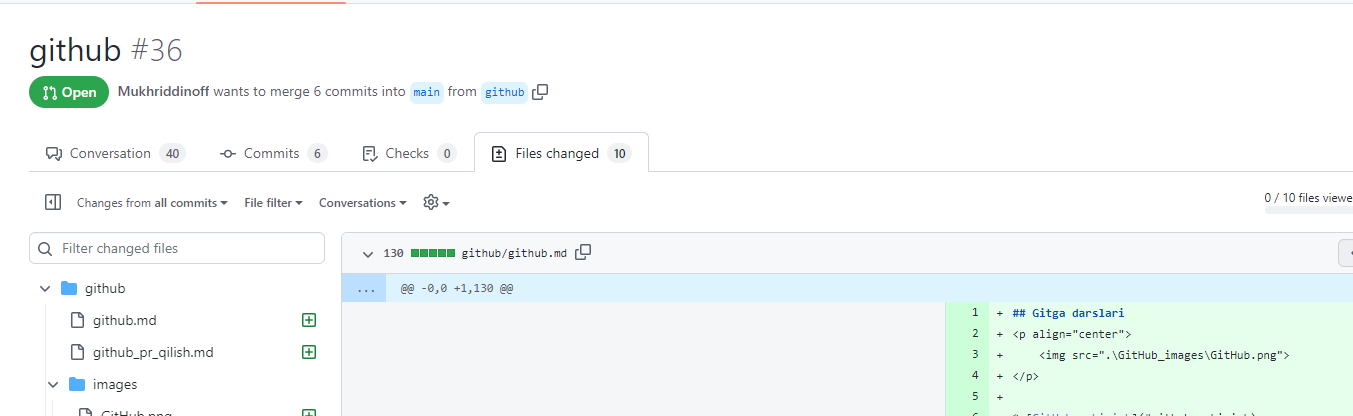 github #36
Open Mukhriddinoff wants to merge 6 commits into main from github
Conversation 40 Commits 6 Checks 0 Files changed 10
Changes from all commits File filter Conversations 0 / 10 files viewe
Filter changed files
130 github/github.md
... @@ -0,0 +1,130 @@
github
github.md
github_pr_qilish.md
images
GitHub.png
1 + ## Gitga darslari
2 + <p align="center">
3 + <img src=".\GitHub_images\GitHub.png">
4 + </p>
5 +